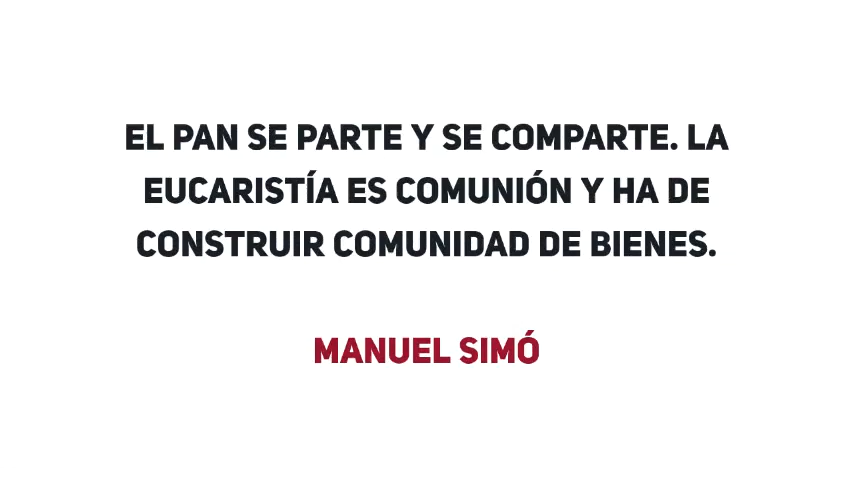 EL PAN SE PARTE Y SE COMPARTE. LA
EUCARISTÍA ES COMUNIÓN Y HA DE
CONSTRUIR COMUNIDAD DE BIENES.
MANUEL SIMÓ